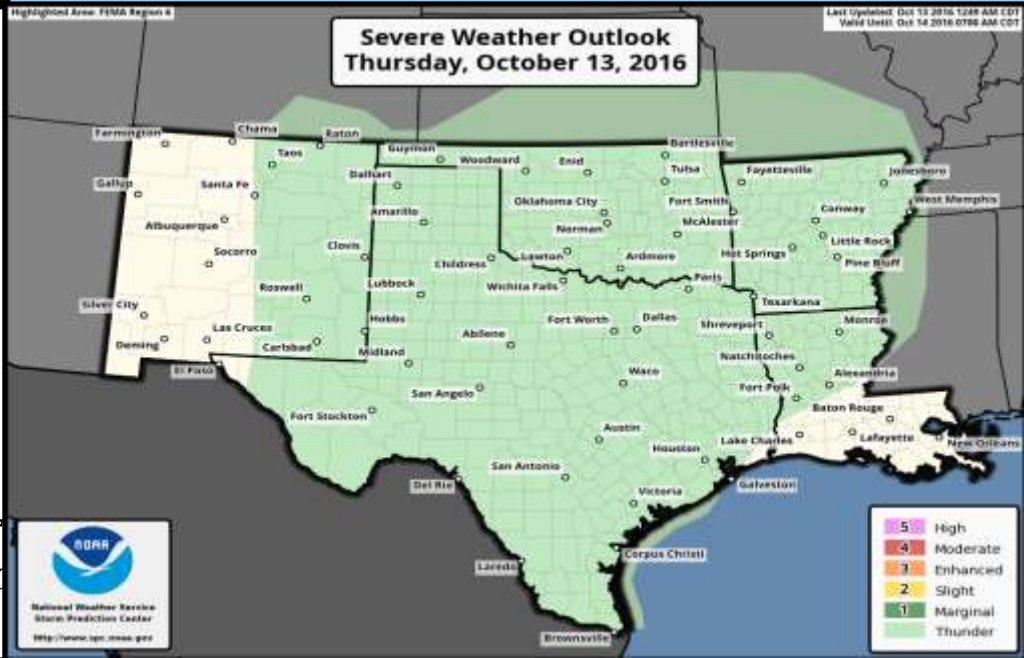 Highlighted Area: FEMA Region 6
Last Updated: Oct 13 2016 1249 AM CDT
Valid Until: Oct 14 2016 0700 AM CDT
Severe Weather Outlook
Thursday, October 13, 2016
Farmington
Chama
Raton
Taos
Guymon
Woodward
Enid
Bartlesville
Tulsa
Fayetteville
Jonesboro
Gallup
Santa Fe
Dalhart
Oklahoma City
Fort Smith
West Memphis
Albuquerque
Amarillo
Norman
McAlester
Conway
Socorro
Clovis
Childress
Lawton
Ardmore
Hot Springs
Little Rock
Pine Bluff
Roswell
Lubbock
Wichita Falls
Paris
Texarkana
Silver City
Las Cruces
Hobbs
Abilene
Fort Worth
Dallas
Shreveport
Monroe
Deming
Carlsbad
Midland
Natchitoches
El Paso
San Angelo
Waco
Fort Polk
Alexandria
Fort Stockton
Austin
Baton Rouge
Houston
Lake Charles
Lafayette
New Orleans
San Antonio
Del Rio
Victoria
Galveston
Corpus Christi
Laredo
Brownsville
NOAA
National Weather Service
Storm Prediction Center
http://www.spc.noaa.gov
5 High
4 Moderate
3 Enhanced
2 Slight
1 Marginal
Thunder